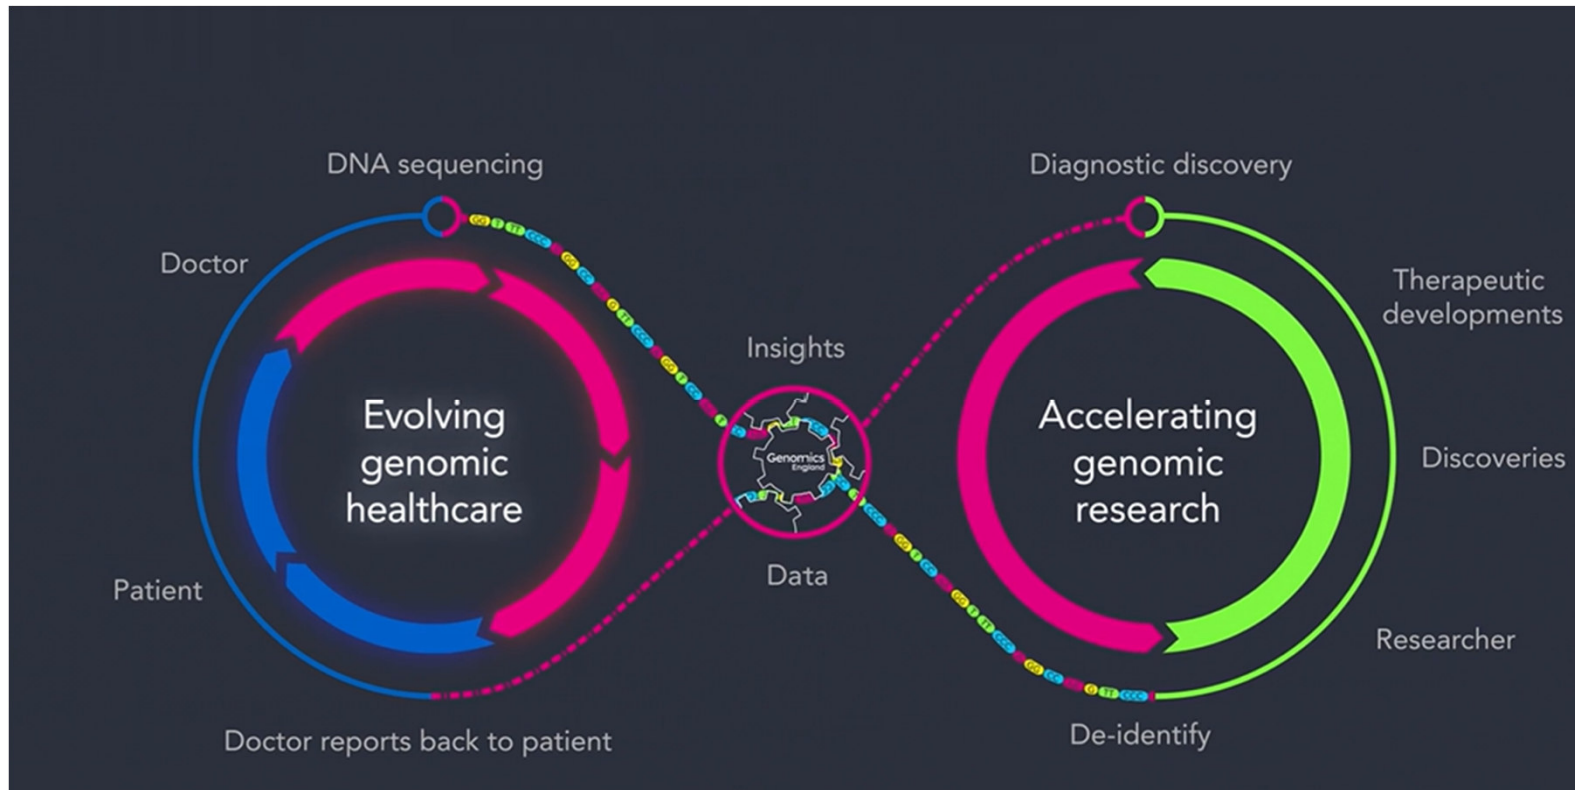 DNA sequencing
Diagnostic discovery
Doctor
Therapeutic
developments
Insights
Evolving
genomic
healthcare
Genomics
England
Accelerating
genomic
research
Discoveries
Data
Patient
Researcher
Doctor reports back to patient
De-identify